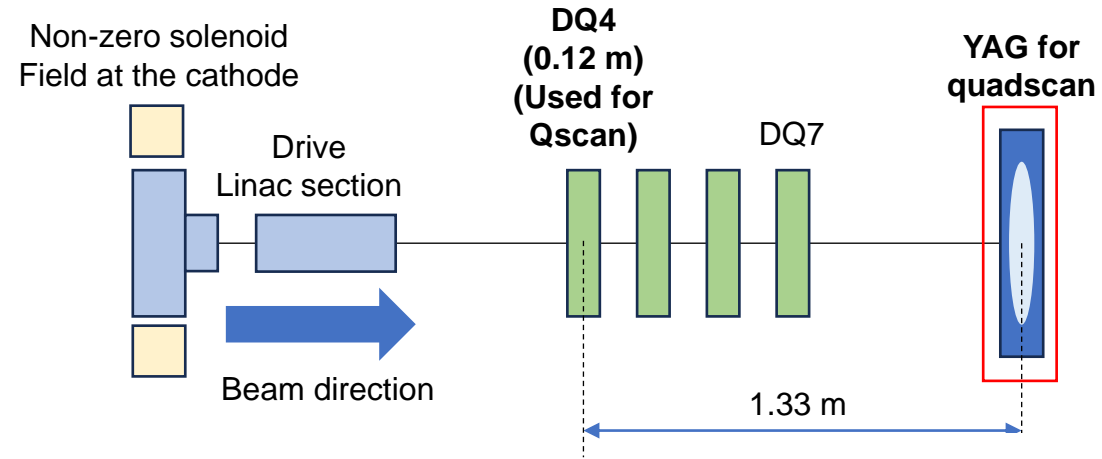 Non-zero solenoid
Field at the cathode
Drive
Linac section
Beam direction
DQ4
(0.12 m)
(Used for
Qscan)
DQ7
YAG for
quadscan
1.33 m